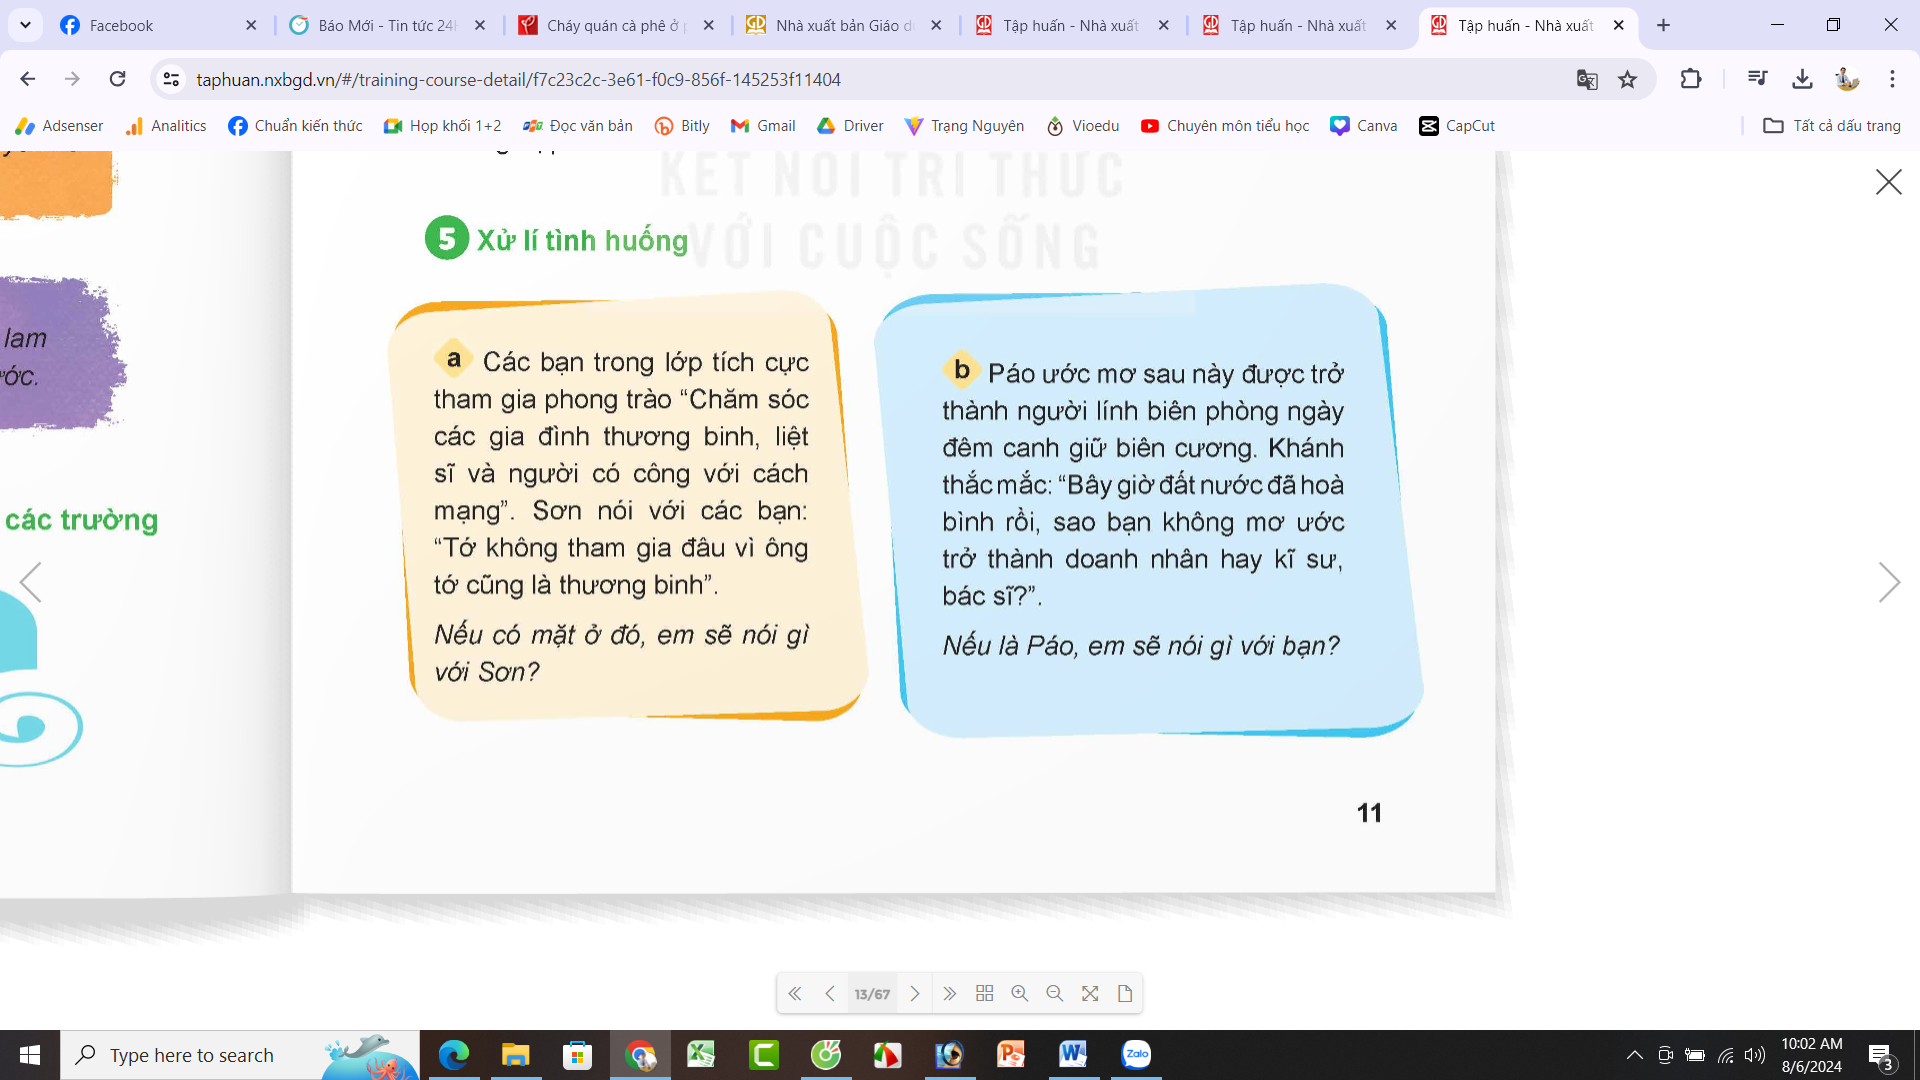 Facebook
Báo Mới - Tin tức 24H
Cháy quán cà phê ở p
Nhà xuất bản Giáo d
Tập huấn - Nhà xuất
Tập huấn - Nhà xuất
Tập huấn - Nhà xuất
taphuan.nxbgd.vn/#/training-course-detail/f7c23c2c-3e61-f0c9-856f-145253f11404
Adsenser
Analitics
Chuẩn kiến thức
Họp khối 1+2
Đọc văn bản
Bitly
Gmail
Driver
Trạng Nguyên
Vioedu
Chuyên môn tiểu học
Canva
CapCut
Tất cả dấu trang
KẾT NỐI TRI THỨC
VỚI CUỘC SỐNG
5 Xử lí tình huống
lam
ước.
các trường
a Các bạn trong lớp tích cực
tham gia phong trào “Chăm sóc
các gia đình thương binh, liệt
sĩ và người có công với cách
mạng”. Sơn nói với các bạn:
“Tớ không tham gia đâu vì ông
tớ cũng là thương binh”.
Nếu có mặt ở đó, em sẽ nói gì
với Sơn?
b Páo ước mơ sau này được trở
thành người lính biên phòng ngày
đêm canh giữ biên cương. Khánh
thắc mắc: “Bây giờ đất nước đã hoà
bình rồi, sao bạn không mơ ước
trở thành doanh nhân hay kĩ sư,
bác sĩ?”.
Nếu là Páo, em sẽ nói gì với bạn?
11
13/67
Type here to search
Zalo
10:02 AM
8/6/2024
3